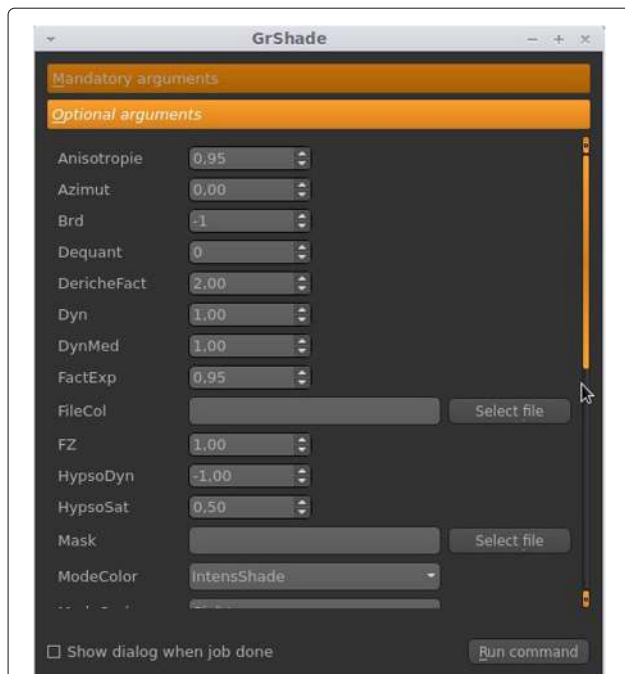 GrShade
Mandatory arguments
Optional arguments
Anisotropie 0,95
Azimut 0,00
Brd -1
Dequant 0
DericheFact 2,00
Dyn 1,00
DynMed 1,00
FactExp 0,95
FileCol Select file
FZ 1,00
HypsoDyn -1,00
HypsoSat 0,50
Mask Select file
ModeColor IntensShade
Show dialog when job done Run command